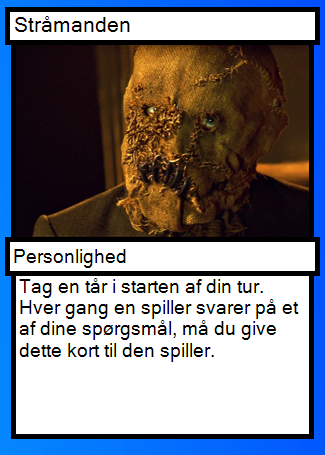 Stråmanden
Personlighed
Tag en tår i starten af din tur.
Hver gang en spiller svarer på et
af dine spørgsmål, må du give
dette kort til den spiller.